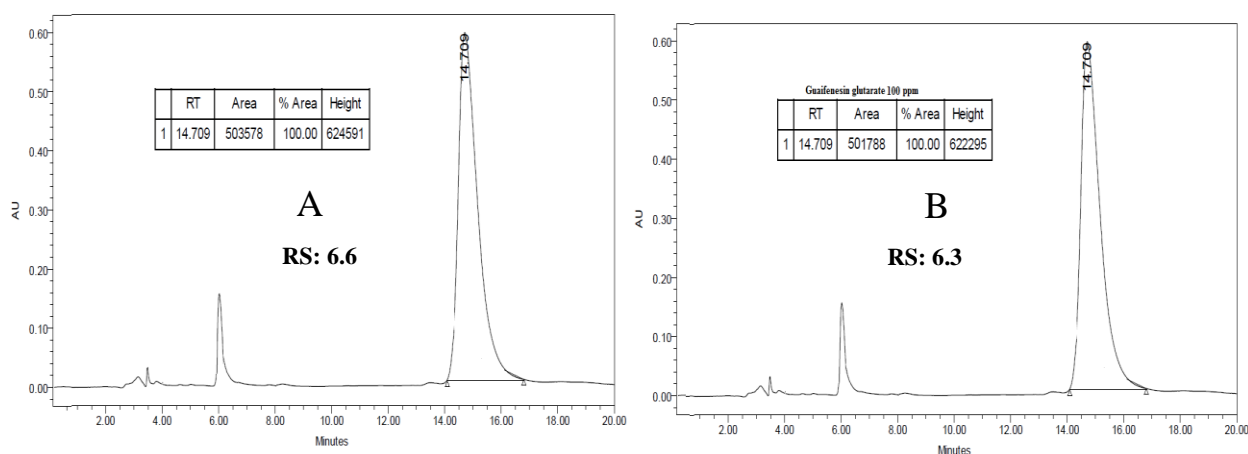 0.60
0.50
0.40
0.30
0.20
0.10
0.00
AU
14.709
RT Area % Area Height
1 14.709 503578 100.00 624591
A
RS: 6.6
2.00 4.00 6.00 8.00 10.00 12.00 14.00 16.00 18.00 20.00
Minutes
0.60
0.50
0.40
0.30
0.20
0.10
0.00
AU
14.709
Guaifenesin glutarate 100 ppm
RT Area % Area Height
1 14.709 501788 100.00 622295
B
RS: 6.3
2.00 4.00 6.00 8.00 10.00 12.00 14.00 16.00 18.00 20.00
Minutes